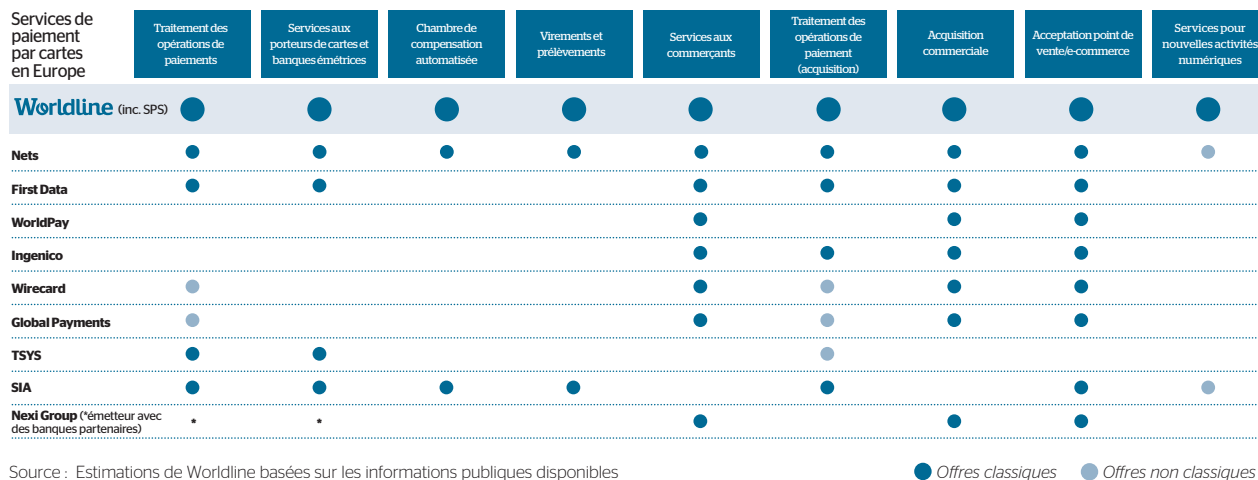 Services de
paiement
par cartes
en Europe
Traitement des
opérations de
paiements
Services aux
porteurs de cartes et
banques émétrices
Chambre de
compensation
automatisée
Virements et
prélèvements
Services aux
commerçants
Traitement des
opérations de
paiement
(acquisition)
Acquisition
commerciale
Acceptation point de
vente/e-commerce
Services pour
nouvelles activités
numériques
Worldline (inc. SPS)
Nets
First Data
WorldPay
Ingenico
Wirecard
Global Payments
TSYS
SIA
Nexi Group (*émetteur avec
des banques partenaires)
* *
Source : Estimations de Worldline basées sur les informations publiques disponibles
Offres classiques Offres non classiques